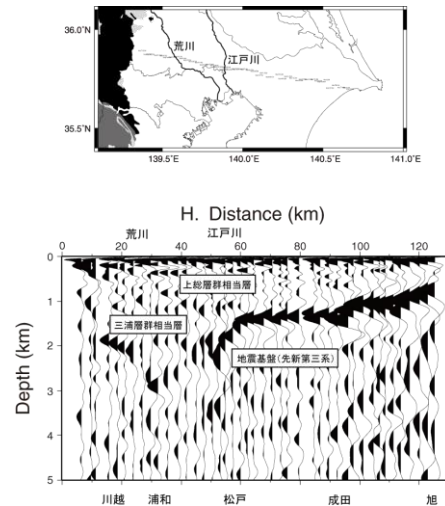 36.0°N
荒川
江戸川
35.5°N
139.5°E 140.0°E 140.5°E 141.0°E
H. Distance (km)
荒川 江戸川
0 20 40 60 80 100 120
0
上総層群相当層
1
三浦層群相当層
地震基盤(先新第三系)
2
Depth (km)
3
4
5
川越 浦和 松戸 成田 旭